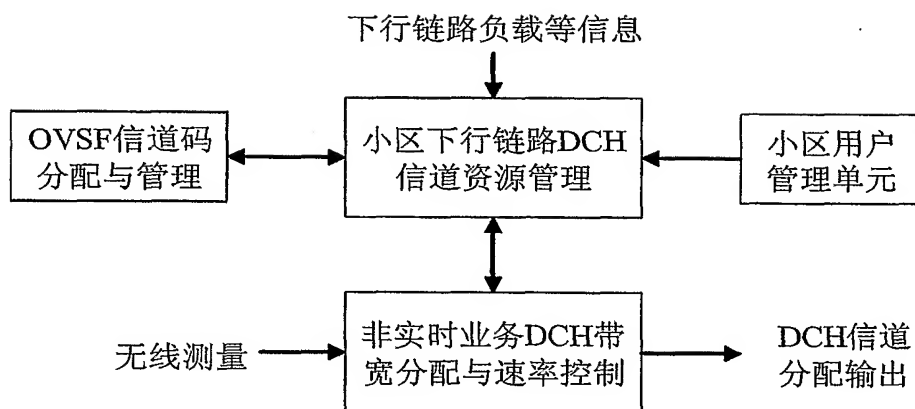 下行链路负载等信息
OVSF信道码
分配与管理
小区下行链路DCH
信道资源管理
小区用户
管理单元
无线测量
非实时业务DCH带
宽分配与速率控制
DCH信道
分配输出